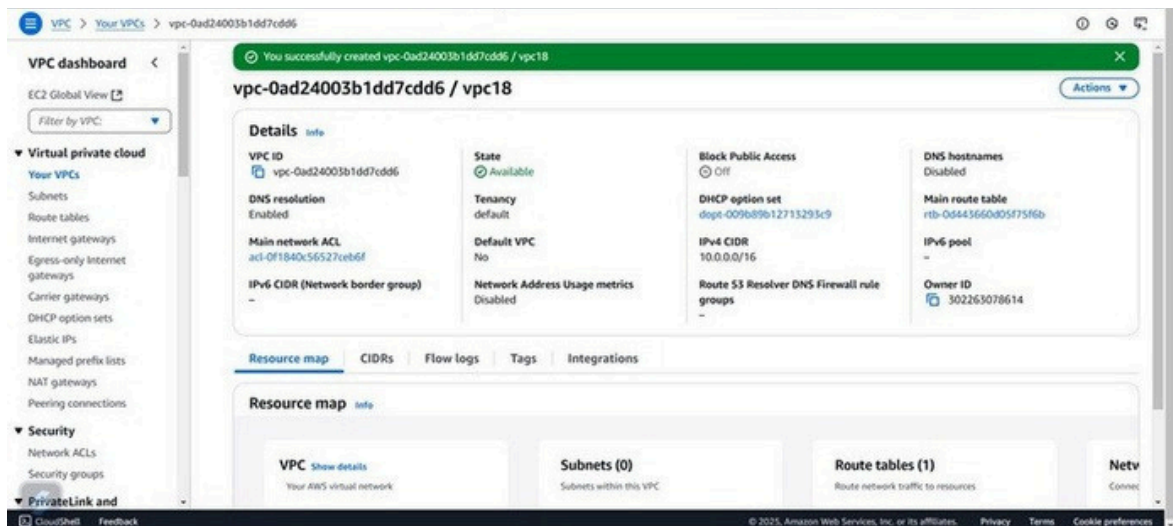 VPC > Your VPCs > vpc-0ad24003b1dd7cdd6
VPC dashboard
EC2 Global View
Filter by VPC:
Virtual private cloud
Your VPCs
Subnets
Route tables
Internet gateways
Egress-only Internet
gateways
Carrier gateways
DHCP option sets
Elastic IPs
Managed prefix lists
NAT gateways
Peering connections
Security
Network ACLs
Security groups
PrivateLink and
You successfully created vpc-0ad24003b1dd7cdd6 / vpc18
vpc-0ad24003b1dd7cdd6 / vpc18
Actions
Details Info
VPC ID
vpc-0ad24003b1dd7cdd6
State
Available
Block Public Access
Off
DNS hostnames
Disabled
DNS resolution
Enabled
Tenancy
default
DHCP option set
dopt-009b89b12713293c9
Main route table
rtb-0d443660d05f75f6b
Main network ACL
acl-0f1840c56527ceb6f
Default VPC
No
IPv4 CIDR
10.0.0.0/16
IPv6 pool
–
IPv6 CIDR (Network border group)
–
Network Address Usage metrics
Disabled
Route 53 Resolver DNS Firewall rule
groups
–
Owner ID
302263078614
Resource map CIDRs Flow logs Tags Integrations
Resource map Info
VPC Show details
Your AWS virtual network
Subnets (0)
Subnets within this VPC
Route tables (1)
Route network traffic to resources
Netw
Connec
CloudShell Feedback © 2025, Amazon Web Services, Inc. or its affiliates. Privacy Terms Cookie preferences